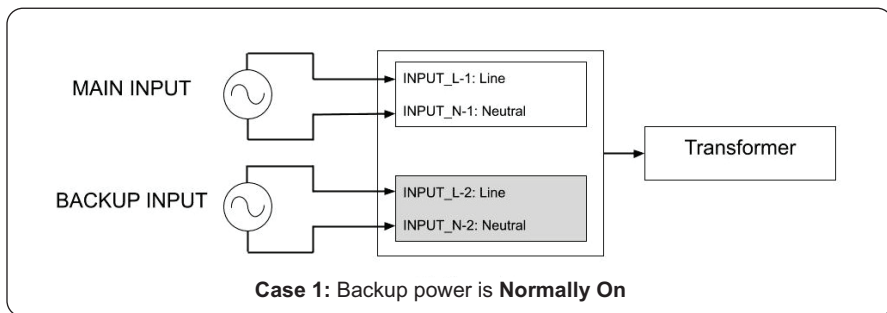 MAIN INPUT
INPUT_L-1: Line
INPUT_N-1: Neutral
Transformer
BACKUP INPUT
INPUT_L-2: Line
INPUT_N-2: Neutral
Case 1: Backup power is Normally On